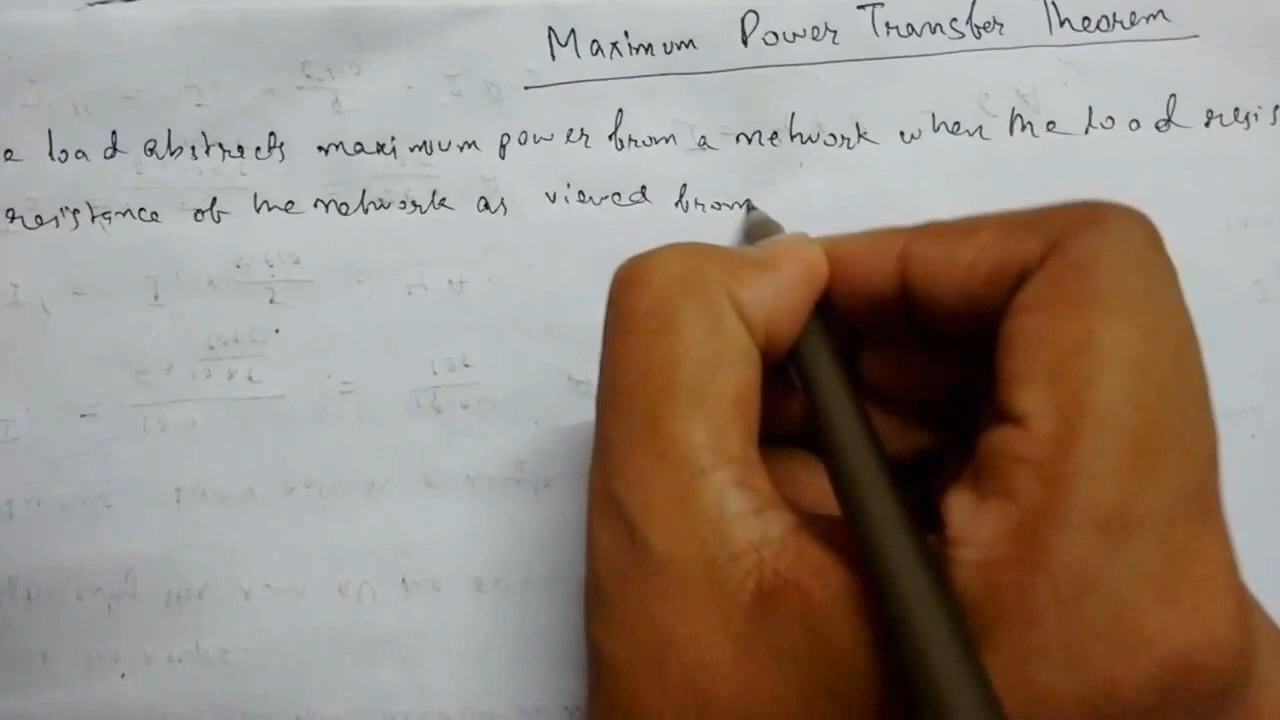 Maximum Power Transfer Theorem
a load abstracts maximum power from a network when the load resis
resistance of the network as viewed from